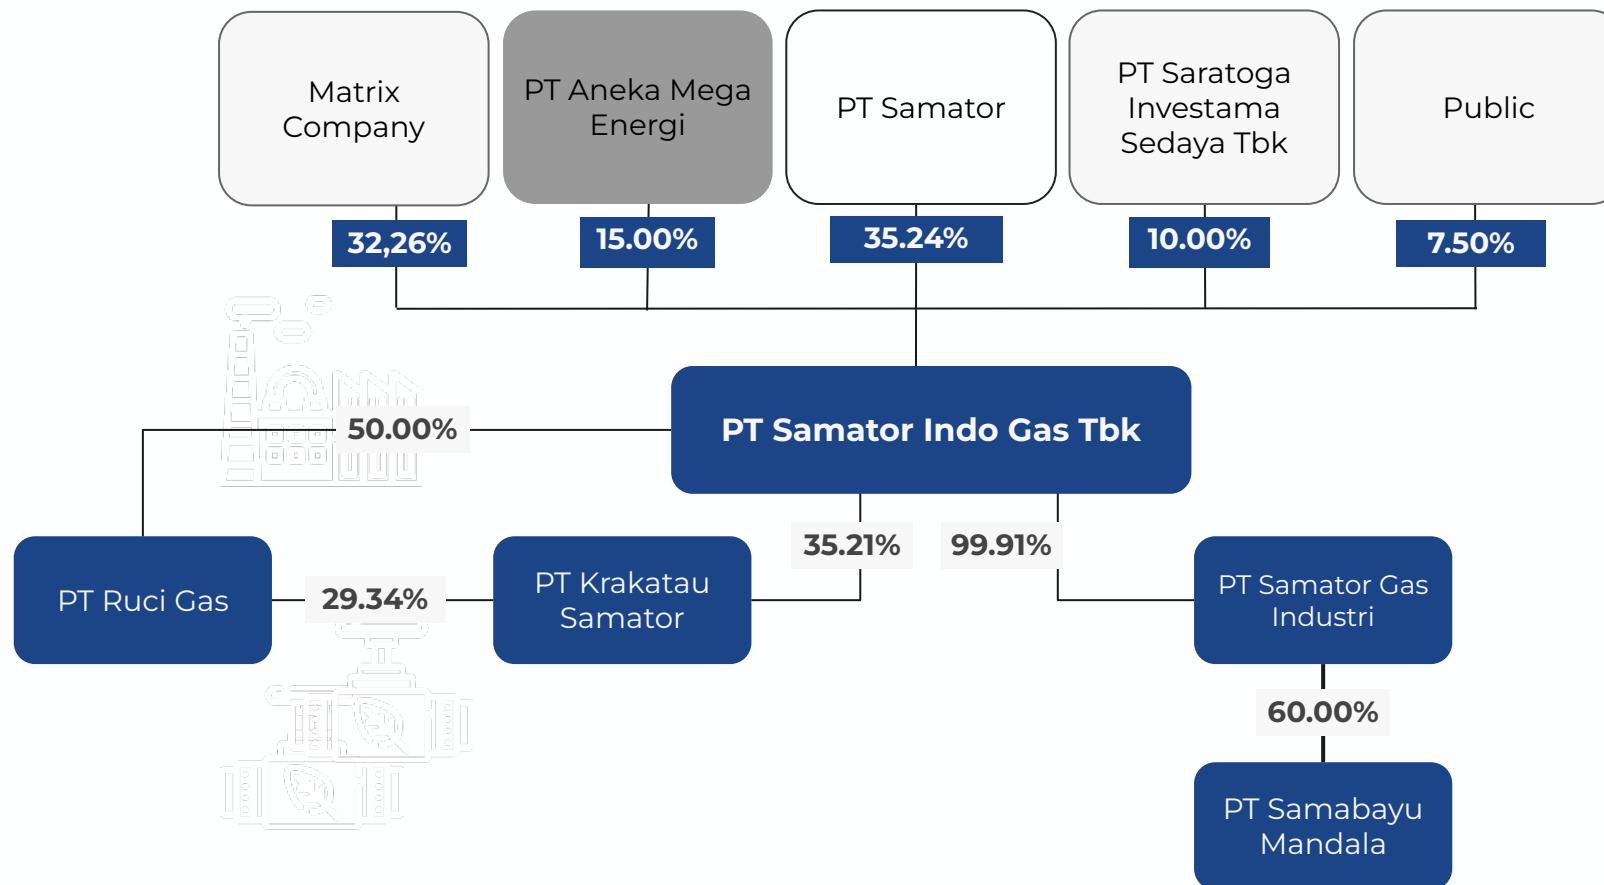 Matrix
Company
PT Aneka Mega
Energi
PT Samator
PT Saratoga
Investama
Sedaya Tbk
Public
32,26%
15.00%
35.24%
10.00%
7.50%
50.00%
PT Samator Indo Gas Tbk
35.21%
99.91%
PT Ruci Gas
29.34%
PT Krakatau
Samator
PT Samator Gas
Industri
60.00%
PT Samabayu
Mandala